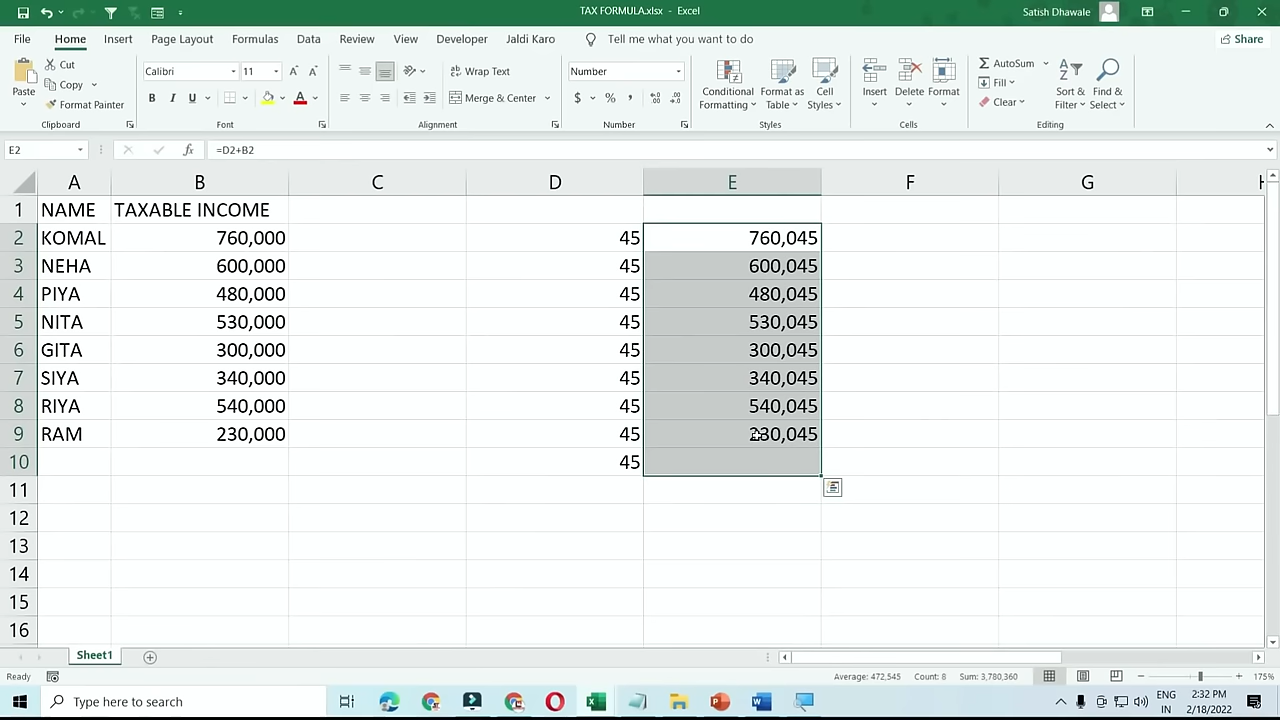 TAX FORMULA.xlsx - Excel
Satish Dhawale
File Home Insert Page Layout Formulas Data Review View Developer Jaldi Karo Tell me what you want to do Share
Paste Cut Copy Format Painter Clipboard
Calibri 11 B I U A Font
Wrap Text Merge & Center Alignment
Number $ % , Number
Conditional Formatting Format as Table Cell Styles Styles
Insert Delete Format Cells
AutoSum Fill Clear Sort & Filter Find & Select Editing
E2 fx =D2+B2
A B C D E F G H
1 NAME TAXABLE INCOME
2 KOMAL 760,000 45 760,045
3 NEHA 600,000 45 600,045
4 PIYA 480,000 45 480,045
5 NITA 530,000 45 530,045
6 GITA 300,000 45 300,045
7 SIYA 340,000 45 340,045
8 RIYA 540,000 45 540,045
9 RAM 230,000 45 230,045
10 45
11
12
13
14
15
16
Sheet1
Ready Average: 472,545 Count: 8 Sum: 3,780,360 175%
Type here to search ENG IN 2:32 PM 2/18/2022